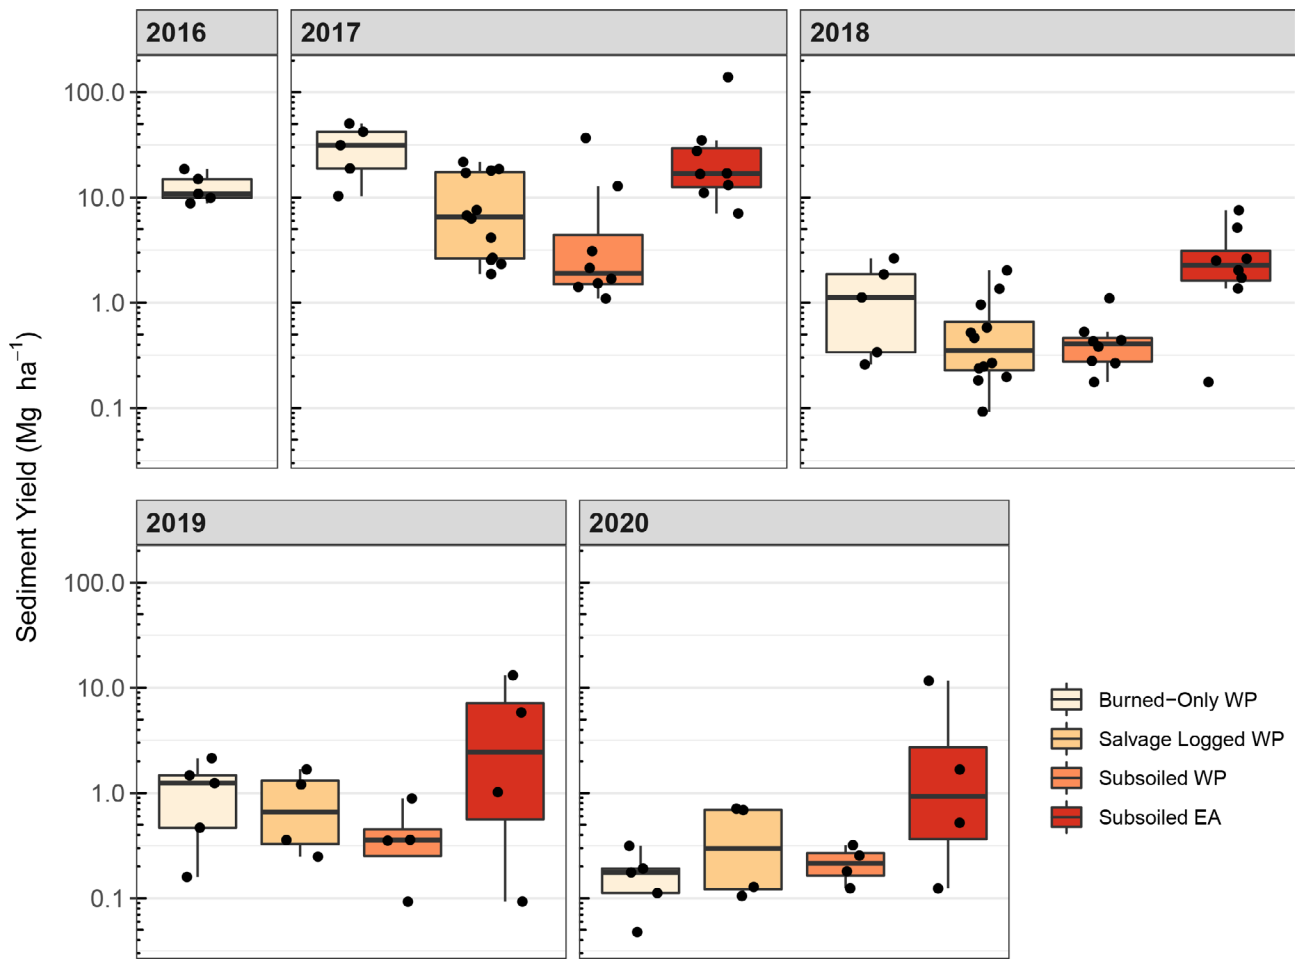 2016
2017
2018
100.0
10.0
1.0
0.1
Sediment Yield (Mg ha⁻¹)
2019
2020
100.0
10.0
1.0
0.1
Burned−Only WP
Salvage Logged WP
Subsoiled WP
Subsoiled EA